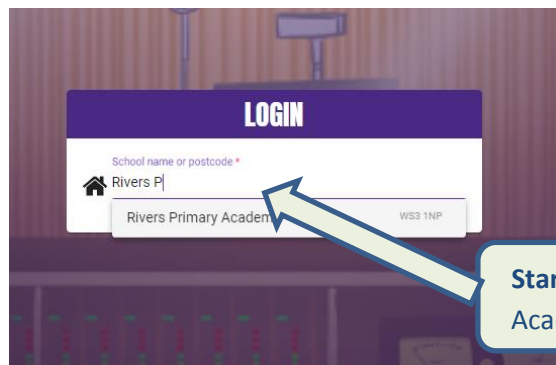 LOGIN
School name or postcode *
Rivers P
Rivers Primary Academ
WS3 1NP
Star
Aca